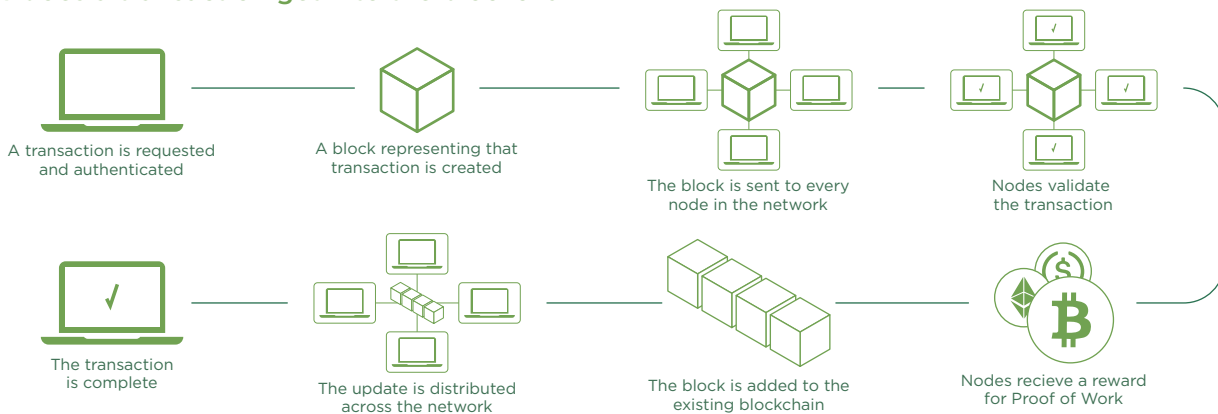 A transaction is requested
and authenticated
A block representing that
transaction is created
The block is sent to every
node in the network
Nodes validate
the transaction
The transaction
is complete
The update is distributed
across the network
The block is added to the
existing blockchain
Nodes recieve a reward
for Proof of Work